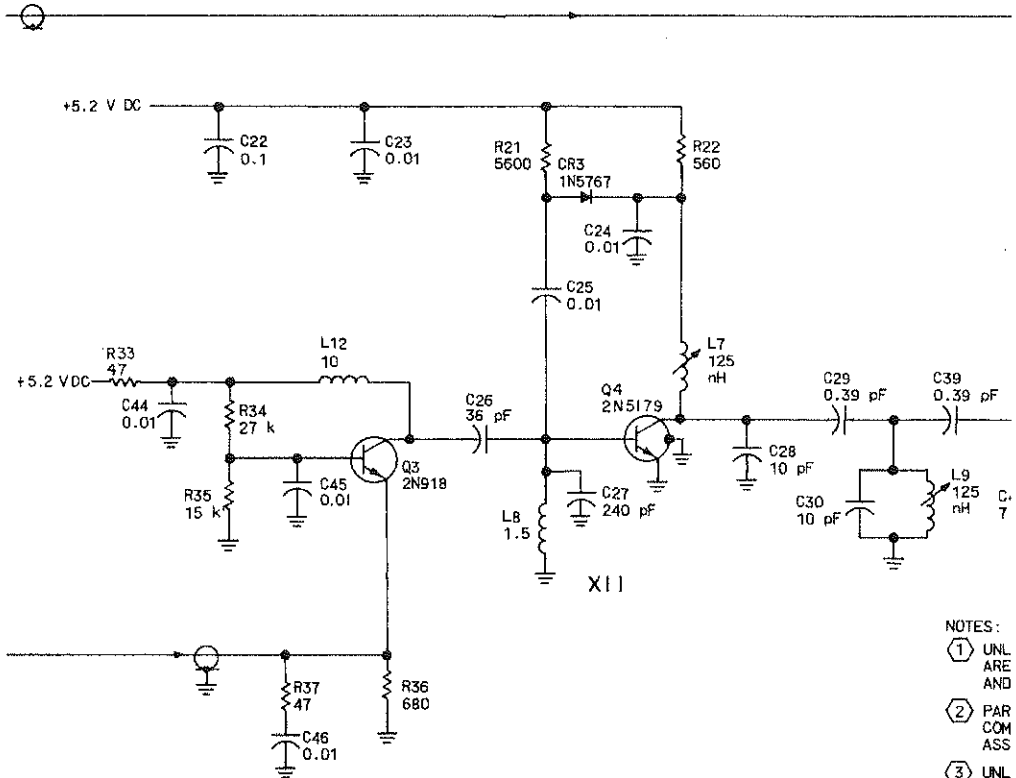 +5.2 V DC
C22
0.1
C23
0.01
R21
5600
CR3
1N5767
R22
560
C24
0.01
C25
0.01
L12
10
R33
47
+5.2 VDC
C44
0.01
R34
27 k
C26
36 pF
Q4
2N5179
L7
125
nH
C29
0.39 pF
C39
0.39 pF
Q3
2N918
R35
15 k
C45
0.01
C28
10 pF
L8
1.5
C27
240 pF
C30
10 pF
L9
125
nH
C
7
X11
R37
47
C46
0.01
R36
680
NOTES:
1 UNL
ARE
AND
2 PAR
COM
ASS
3 UNL